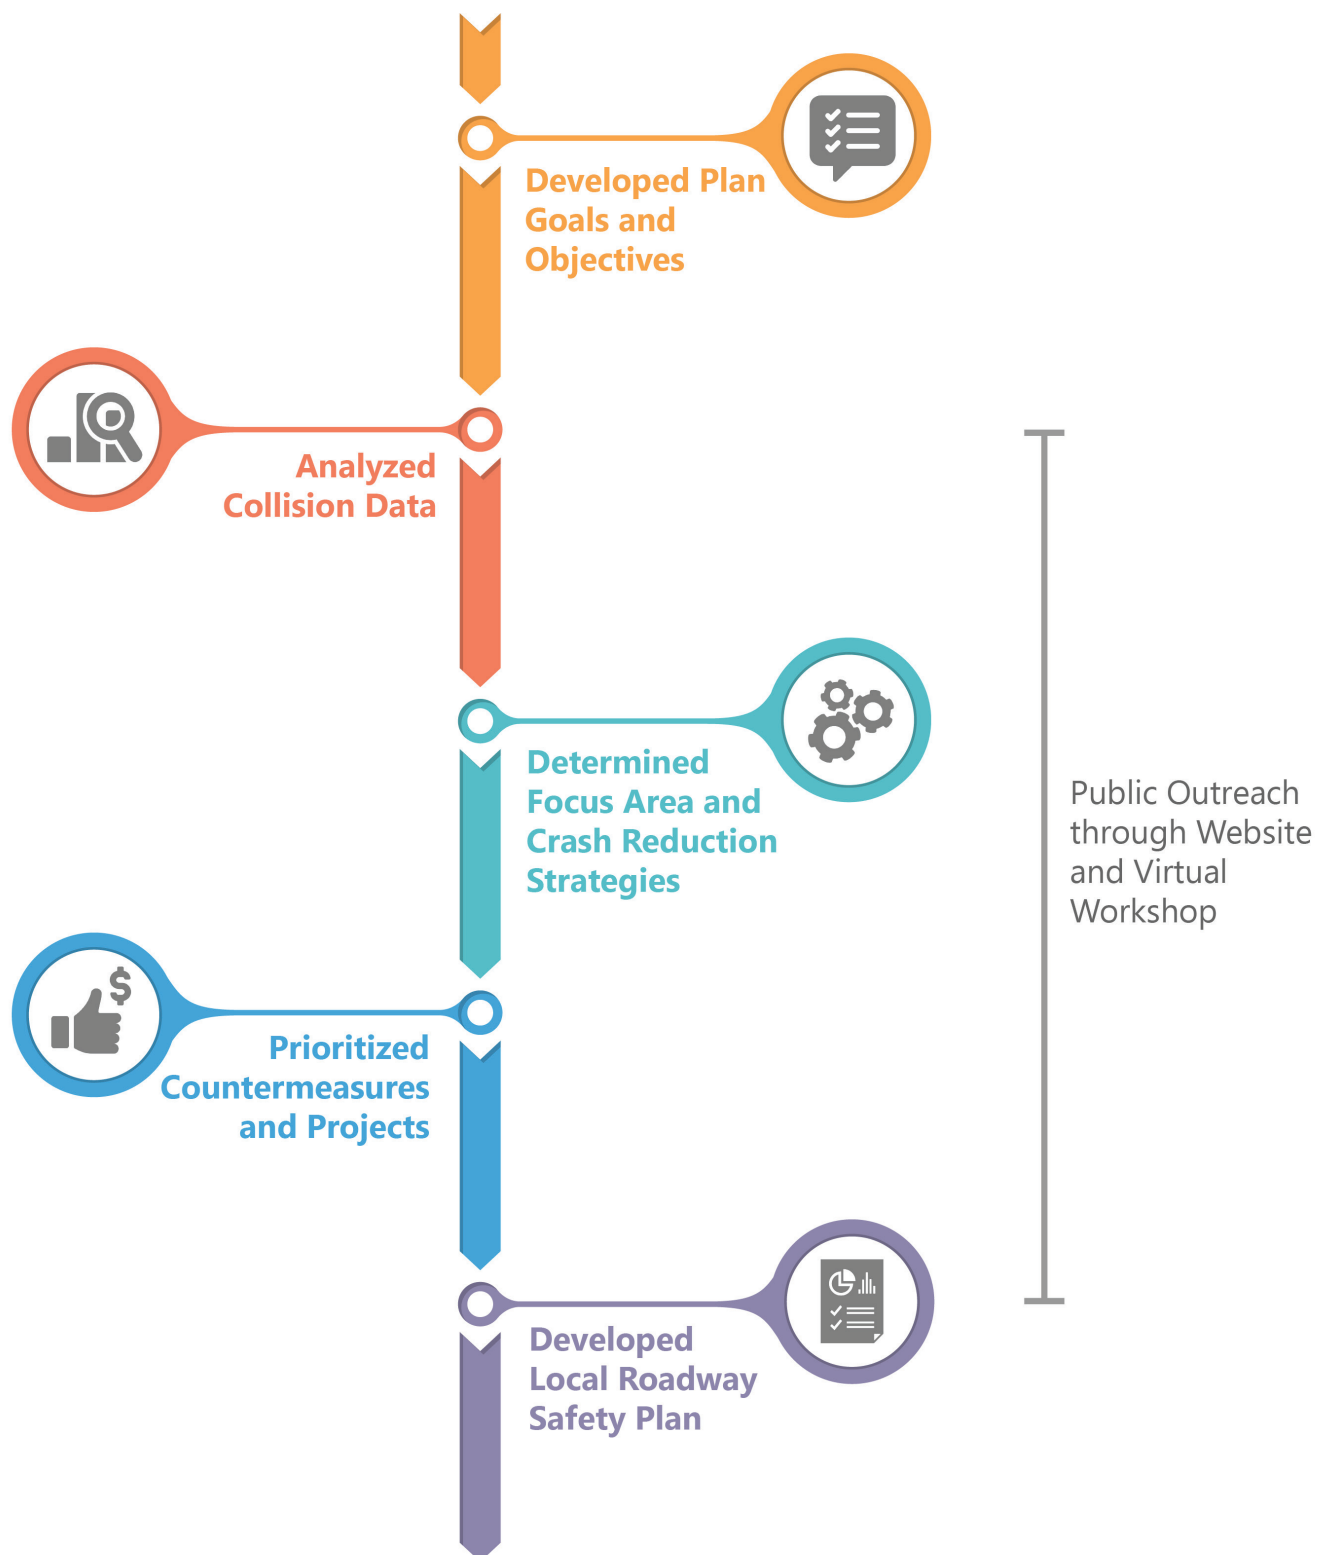 Developed Plan
Goals and
Objectives
Analyzed
Collision Data
Determined
Focus Area and
Crash Reduction
Strategies
Public Outreach
through Website
and Virtual
Workshop
$
Prioritized
Countermeasures
and Projects
Developed
Local Roadway
Safety Plan